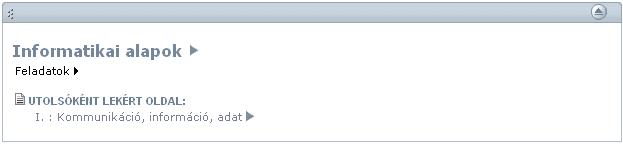 Informatikai alapok
Feladatok
UTOLSÓKÉNT LEKÉRT OLDAL:
I. : Kommunikáció, információ, adat